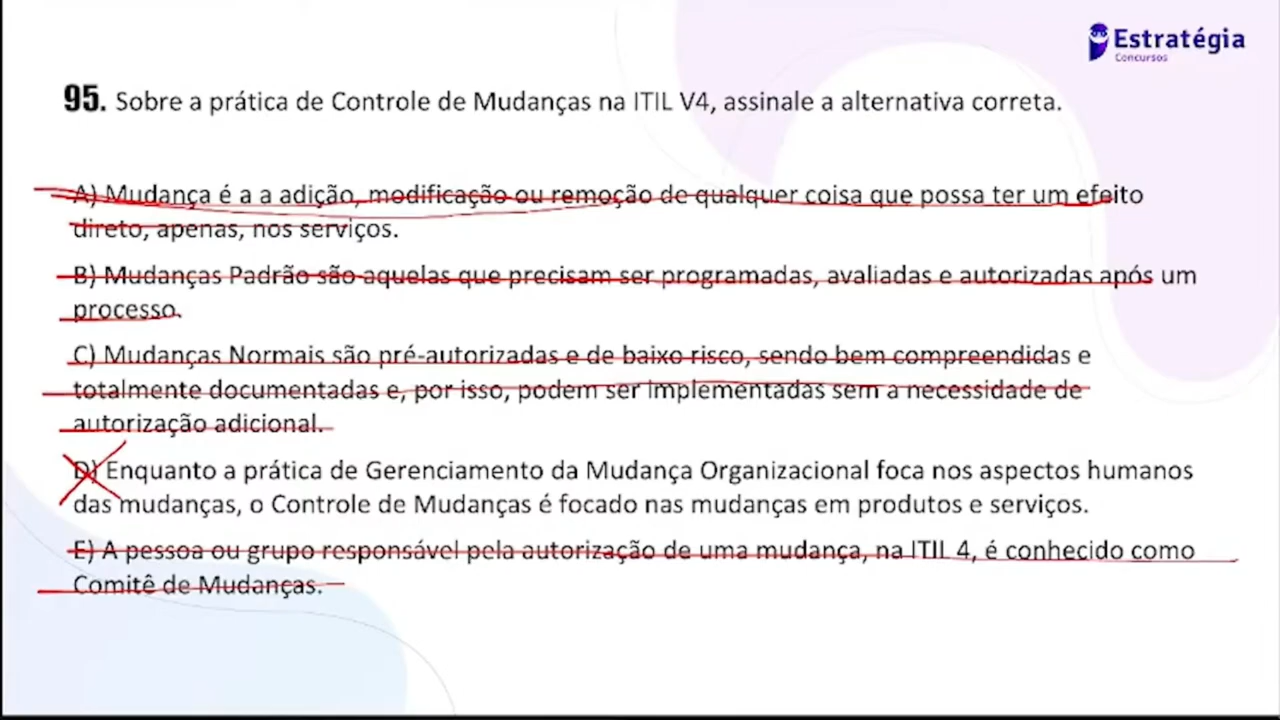 Estratégia
Concursos
95. Sobre a prática de Controle de Mudanças na ITIL V4, assinale a alternativa correta.
A) Mudança é a a adição, modificação ou remoção de qualquer coisa que possa ter um efeito
direto, apenas, nos serviços.
B) Mudanças Padrão são aquelas que precisam ser programadas, avaliadas e autorizadas após um
processo.
C) Mudanças Normais são pré-autorizadas e de baixo risco, sendo bem compreendidas e
totalmente documentadas e, por isso, podem ser implementadas sem a necessidade de
autorização adicional.
D) Enquanto a prática de Gerenciamento da Mudança Organizacional foca nos aspectos humanos
das mudanças, o Controle de Mudanças é focado nas mudanças em produtos e serviços.
E) A pessoa ou grupo responsável pela autorização de uma mudança, na ITIL 4, é conhecido como
Comitê de Mudanças.